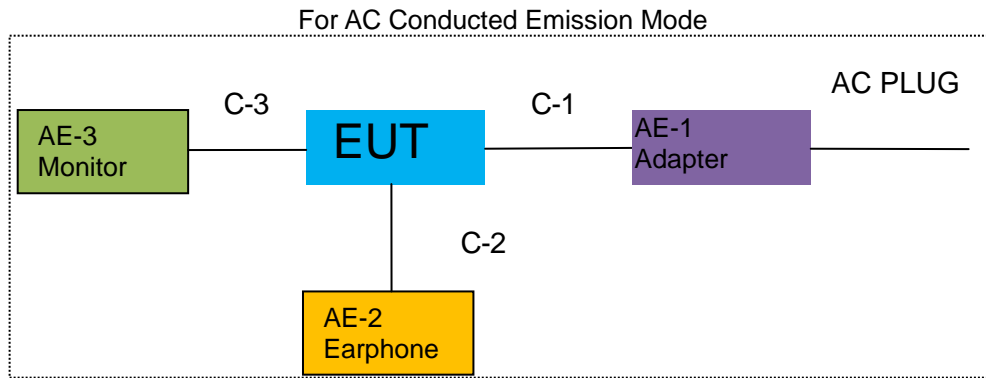 For AC Conducted Emission Mode
AC PLUG
C-3
C-1
AE-3
Monitor
EUT
AE-1
Adapter
C-2
AE-2
Earphone